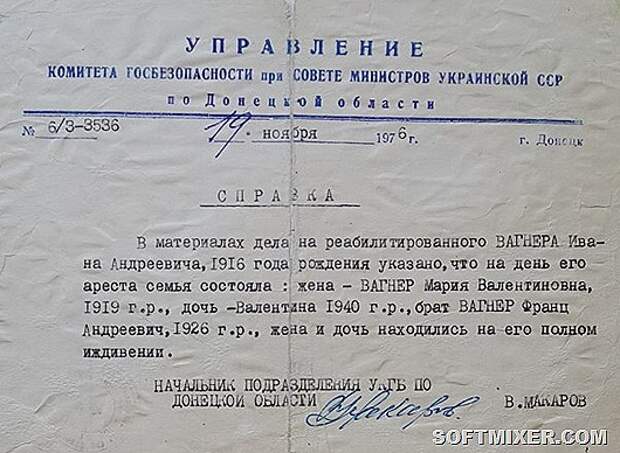 УПРАВЛЕНИЕ
КОМИТЕТА ГОСБЕЗОПАСНОСТИ при СОВЕТЕ МИНИСТРОВ УКРАИНСКОЙ ССР
по Донецкой области
№ 6/3-3536 19 ноября 1976 г. г. Донецк
СПРАВКА
В материалах дела на реабилитированного ВАГНЕРА Ива-
на Андреевича,1916 года рождения указано,что на день его
ареста семья состояла : жена - ВАГНЕР Мария Валентиновна,
1919 г.р., дочь -Валентина 1940 г.р.,брат ВАГНЕР Франц
Андреевич,1926 г.р., жена и дочь находились на его полном
иждивении.
НАЧАЛЬНИК ПОДРАЗДЕЛЕНИЯ УКГБ ПО
ДОНЕЦКОЙ ОБЛАСТИ В.МАКАРОВ
SOFTMIXER.COM